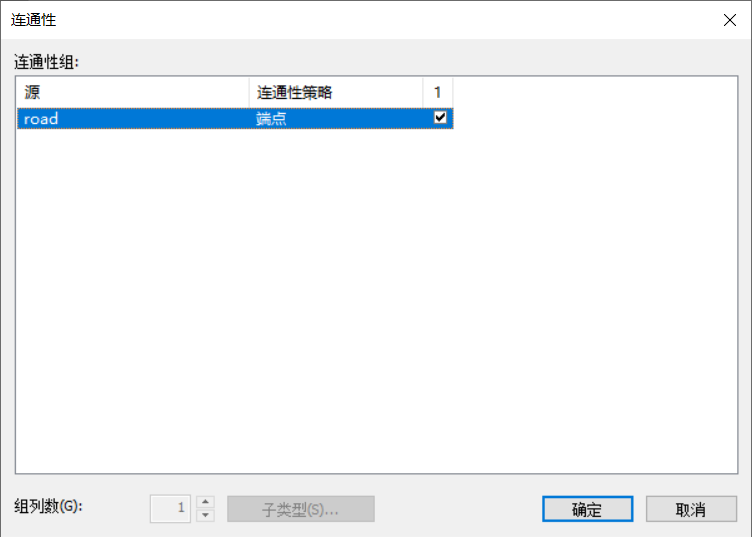 连通性
连通性组:
源 连通性策略 1
road 端点
组列数(G): 1 子类型(S)... 确定 取消